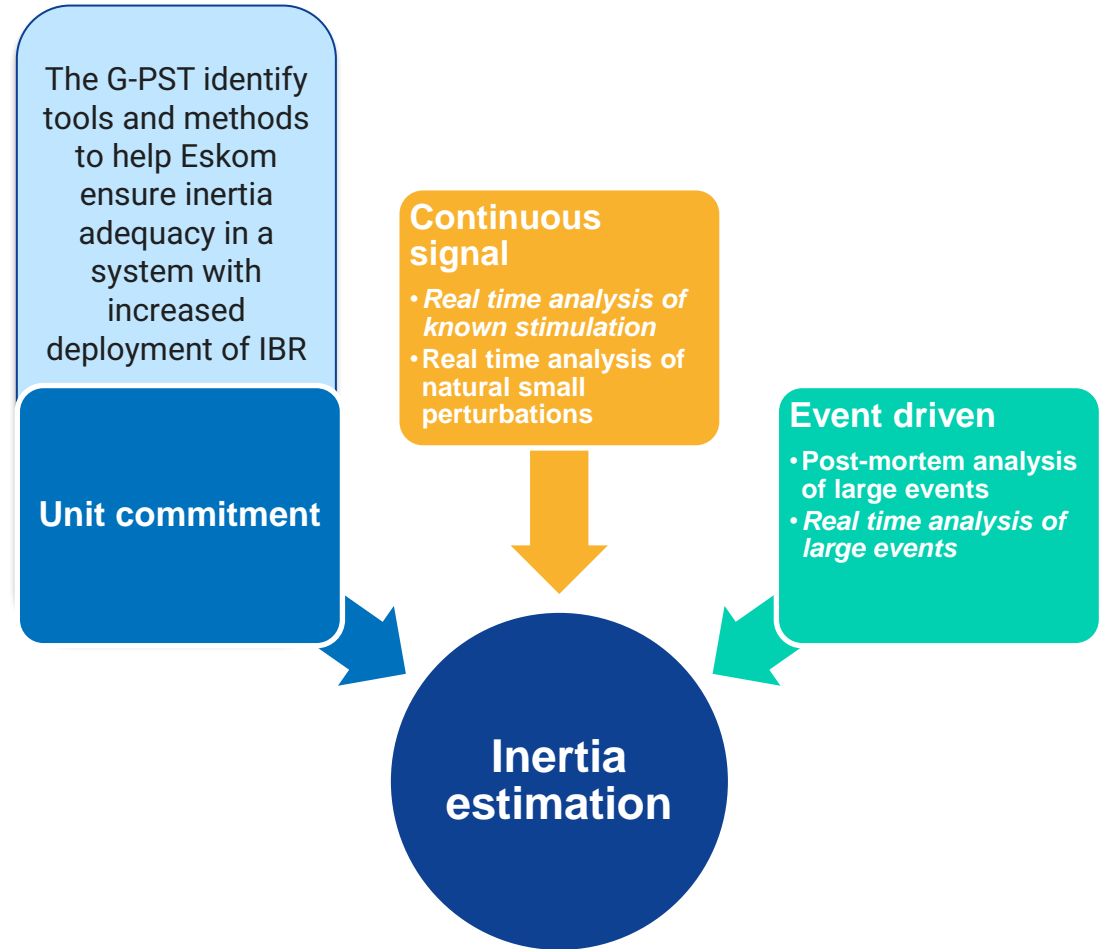 The G-PST identify
tools and methods
to help Eskom
ensure inertia
adequacy in a
system with
increased
deployment of IBR
Unit commitment
Continuous
signal
• Real time analysis of
known stimulation
• Real time analysis of
natural small
perturbations
Event driven
• Post-mortem analysis
of large events
• Real time analysis of
large events
Inertia
estimation